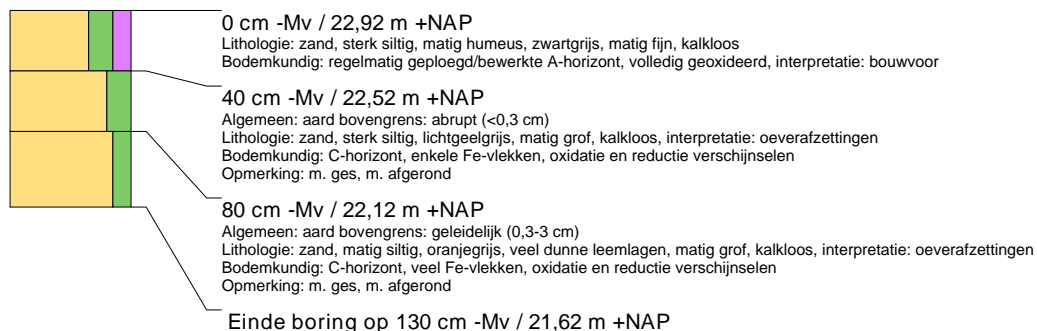 0 cm -Mv / 22,92 m +NAP
Lithologie: zand, sterk siltig, matig humeus, zwartgrijs, matig fijn, kalkloos
Bodemkundig: regelmatig geploegd/bewerkte A-horizont, volledig geoxideerd, interpretatie: bouwvoor
40 cm -Mv / 22,52 m +NAP
Algemeen: aard bovengrens: abrupt (<0,3 cm)
Lithologie: zand, sterk siltig, lichtgeelgrijs, matig grof, kalkloos, interpretatie: oeverafzettingen
Bodemkundig: C-horizont, enkele Fe-vlekken, oxidatie en reductie verschijnselen
Opmerking: m. ges, m. afgerond
80 cm -Mv / 22,12 m +NAP
Algemeen: aard bovengrens: geleidelijk (0,3-3 cm)
Lithologie: zand, matig siltig, oranjegrijs, veel dunne leemlagen, matig grof, kalkloos, interpretatie: oeverafzettingen
Bodemkundig: C-horizont, veel Fe-vlekken, oxidatie en reductie verschijnselen
Opmerking: m. ges, m. afgerond
Einde boring op 130 cm -Mv / 21,62 m +NAP